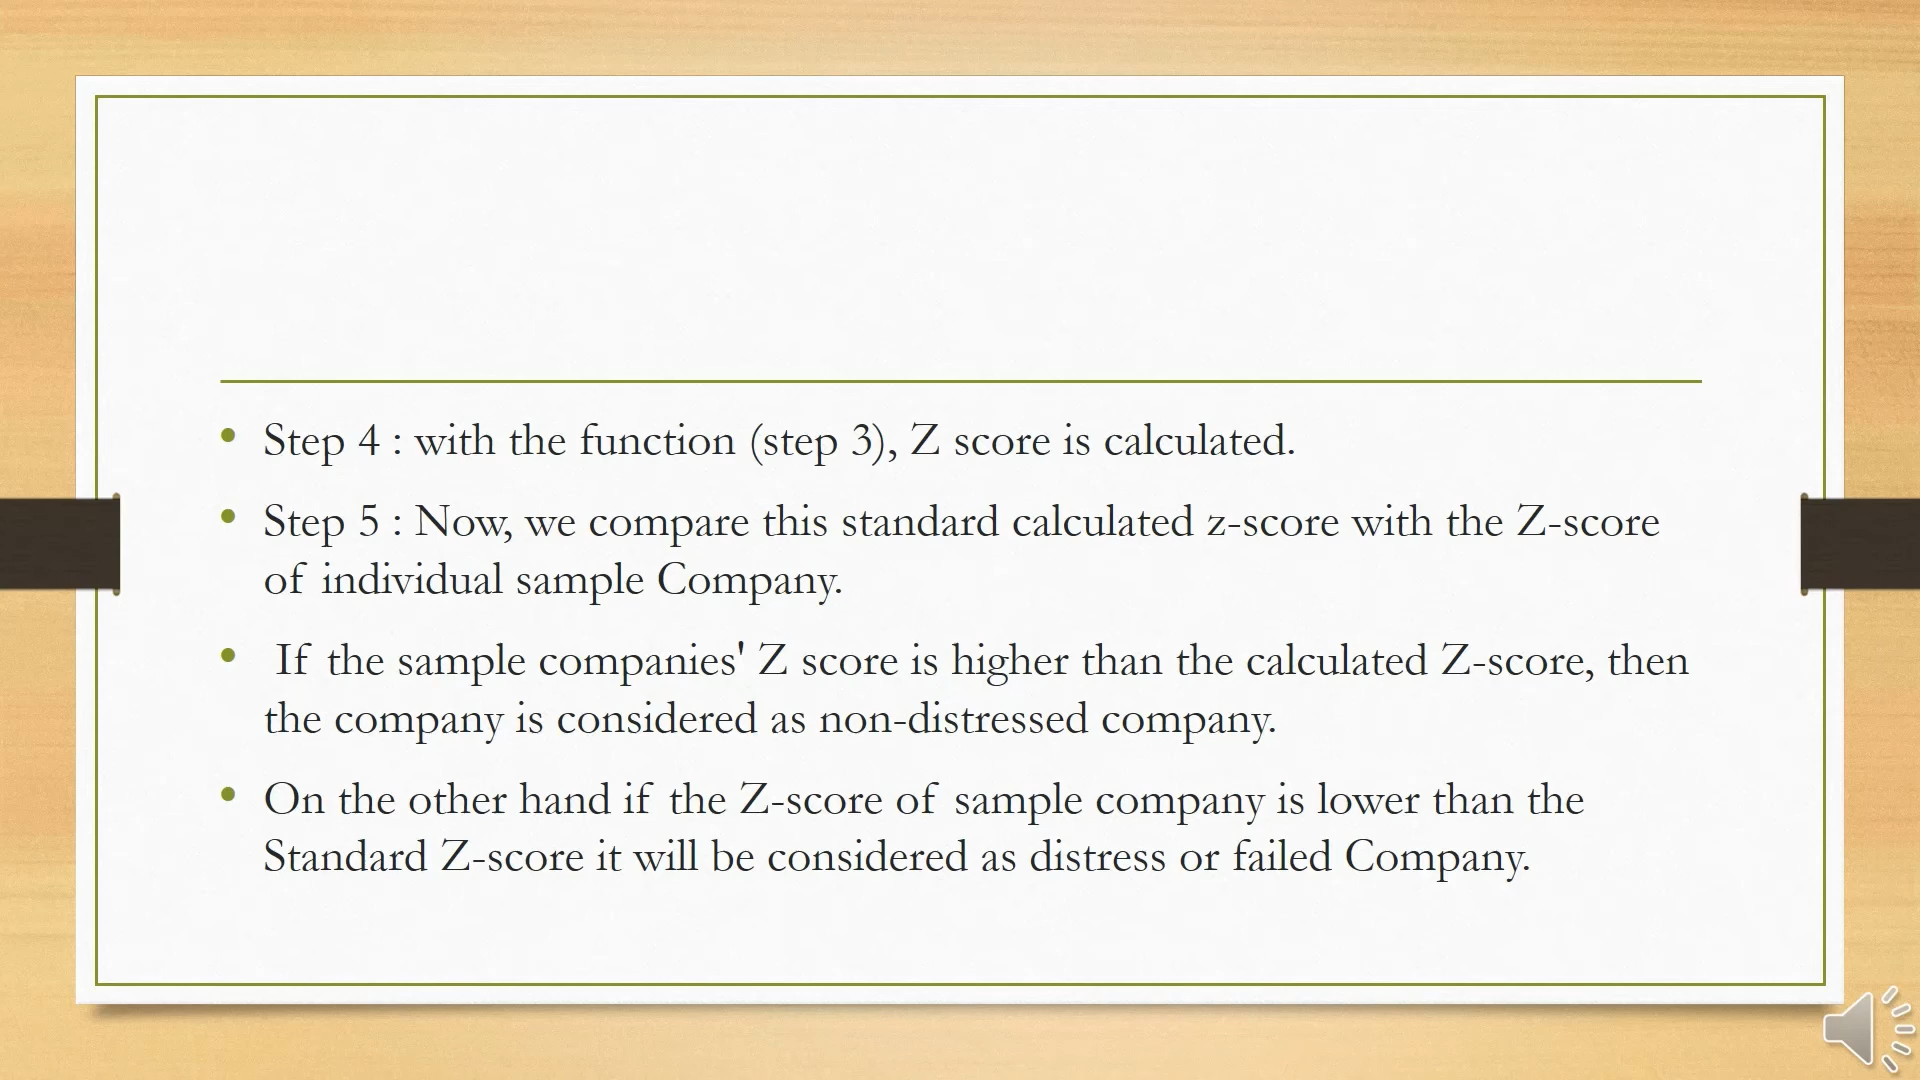 Step 4 : with the function (step 3), Z score is calculated.
Step 5 : Now, we compare this standard calculated z-score with the Z-score
of individual sample Company.
If the sample companies' Z score is higher than the calculated Z-score, then
the company is considered as non-distressed company.
On the other hand if the Z-score of sample company is lower than the
Standard Z-score it will be considered as distress or failed Company.